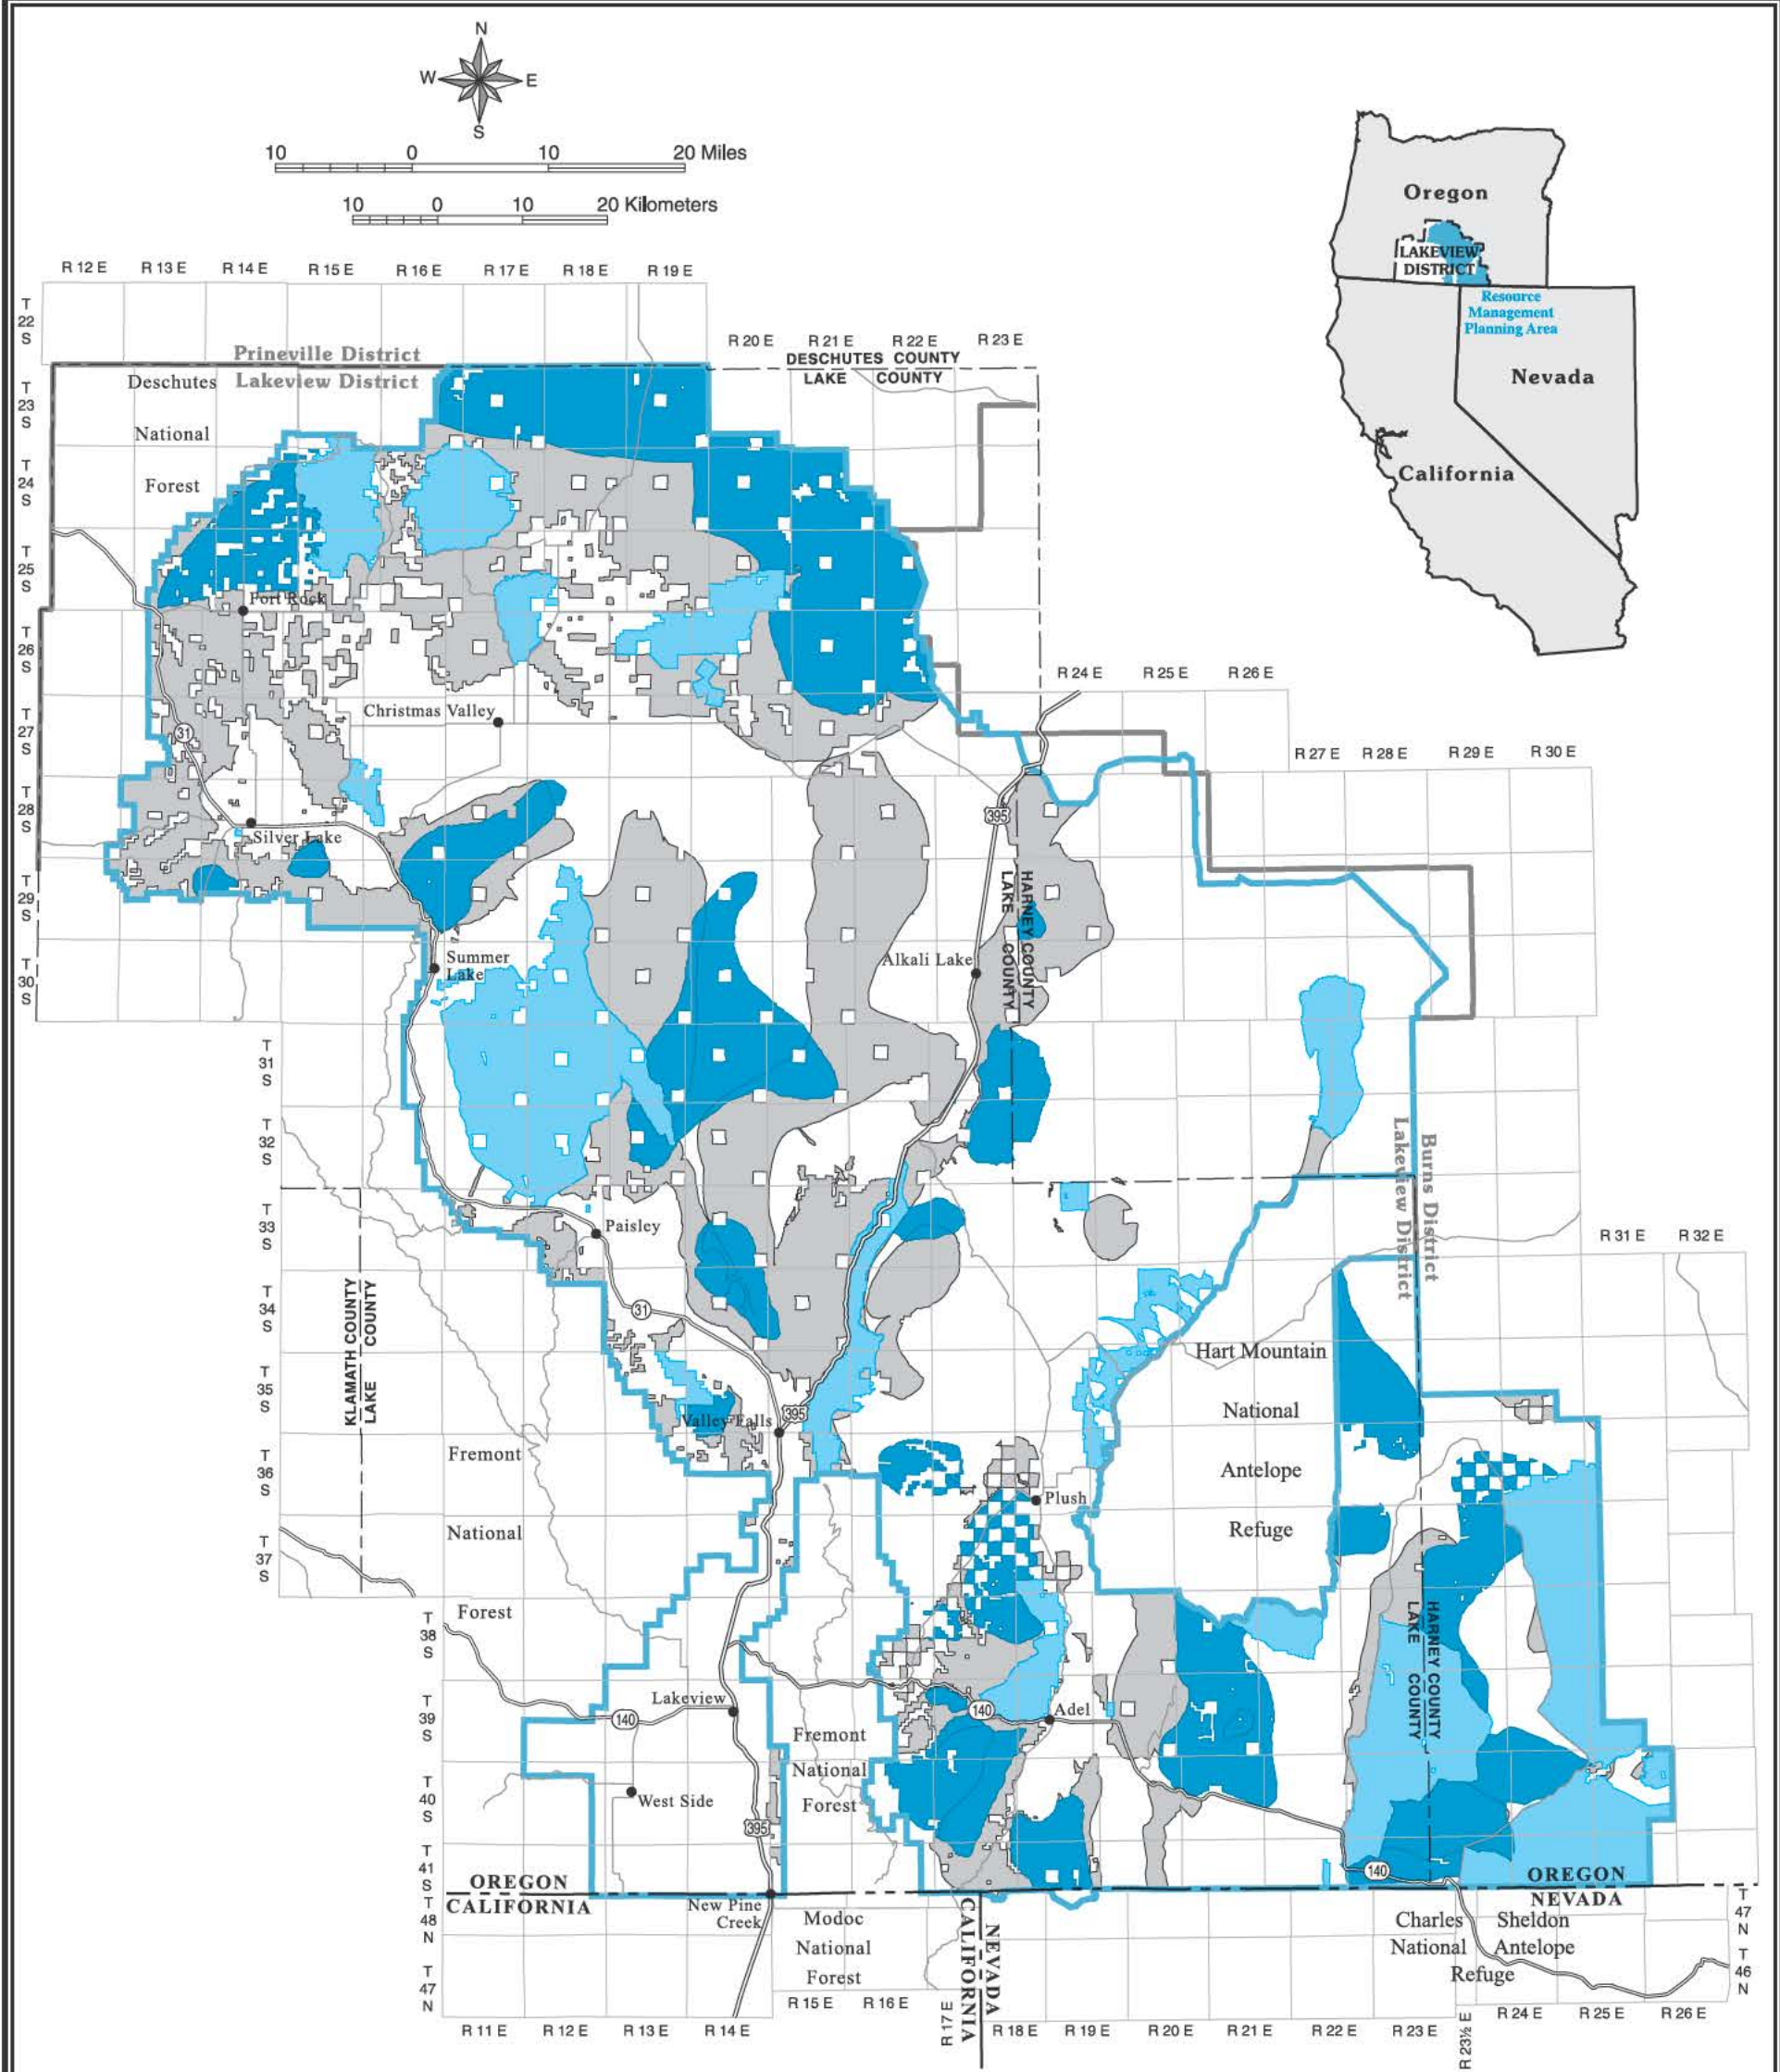 N
W E
S
10 0 10 20 Miles
10 0 10 20 Kilometers
Oregon
LAKEVIEW
DISTRICT
Resource
Management
Planning Area
Nevada
California
R 12 E R 13 E R 14 E R 15 E R 16 E R 17 E R 18 E R 19 E
T
22
S
R 20 E R 21 E R 22 E R 23 E
Prineville District
Lakeview District
DESCHUTES COUNTY
LAKE COUNTY
T
23
S
Deschutes
National
Forest
T
24
S
T
25
S
Fort Rock
T
26
S
R 24 E R 25 E R 26 E
Christmas Valley
T
27
S
31
R 27 E R 28 E R 29 E R 30 E
T
28
S
395
Silver Lake
T
29
S
HARNEY COUNTY
LAKE COUNTY
Summer
Lake
Alkali Lake
T
30
S
T
31
S
T
32
S
Burns District
Lakeview District
T
33
S
Paisley
R 31 E R 32 E
KLAMATH COUNTY
LAKE COUNTY
T
34
S
31
Hart Mountain
National
Antelope
Refuge
T
35
S
395
Valley Falls
T
36
S
Fremont
National
Forest
Plush
T
37
S
T
38
S
HARNEY COUNTY
LAKE COUNTY
T
39
S
Lakeview
140
140
Adel
Fremont
National
Forest
T
40
S
West Side
395
T
41
S
140
OREGON
CALIFORNIA
OREGON
NEVADA
T
48
N
New Pine
Creek
Modoc
National
Forest
CALIFORNIA
NEVADA
Charles Sheldon
National Antelope
Refuge
T
47
N
T
46
N
T
47
N
R 15 E R 16 E
R 17 E
R 11 E R 12 E R 13 E R 14 E
R 18 E R 19 E R 20 E R 21 E R 22 E R 23 E
R 23½ E
R 24 E R 25 E R 26 E